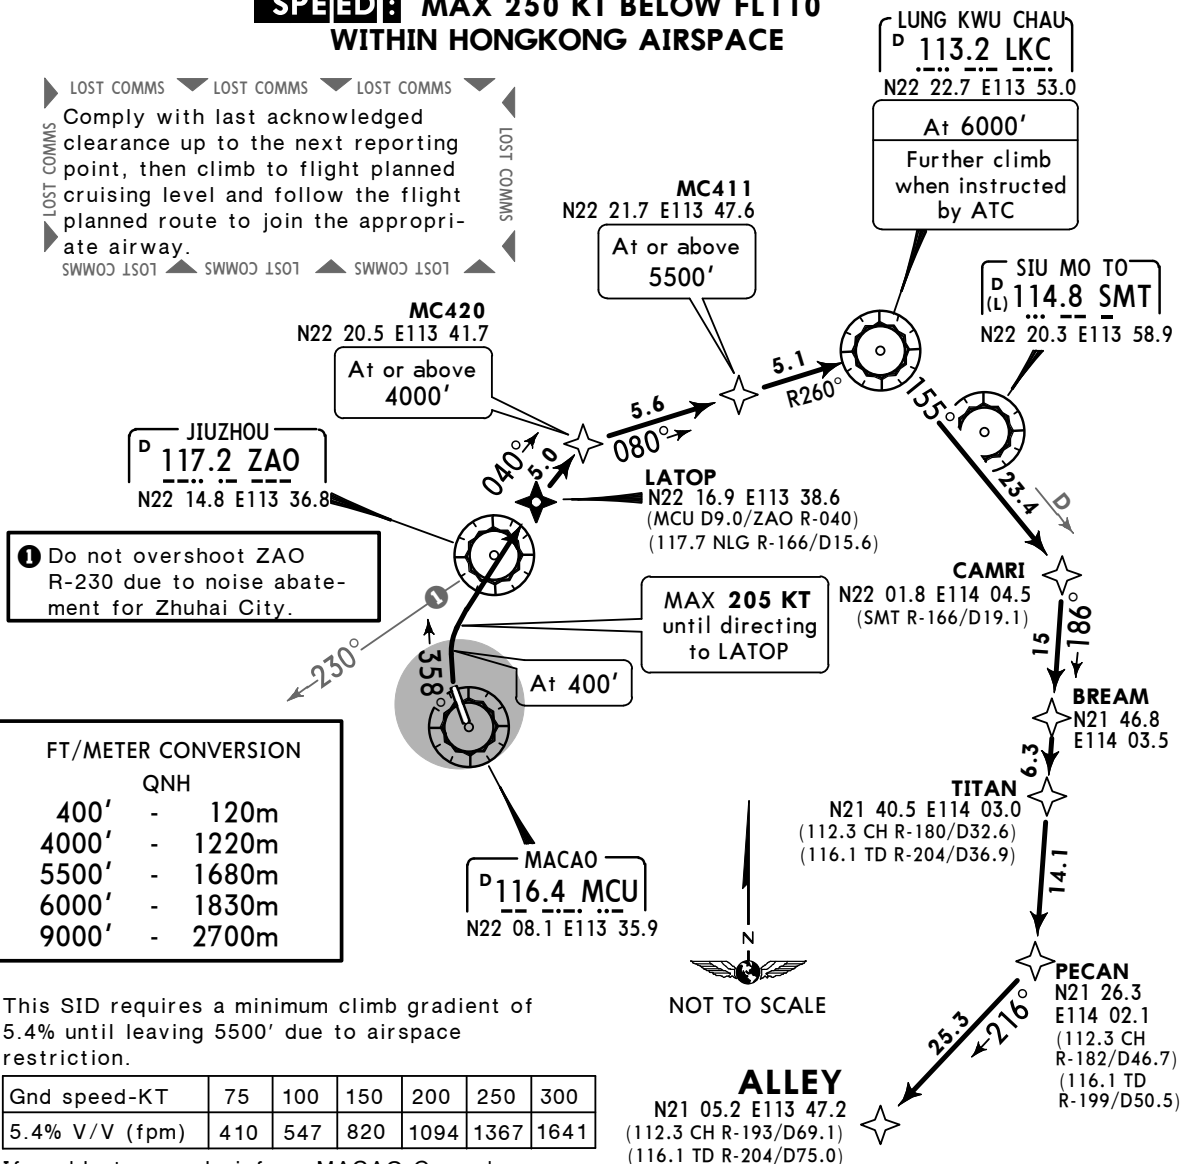 SPEED: MAX 250 KT BELOW FL110
WITHIN HONGKONG AIRSPACE
LOST COMMS LOST COMMS LOST COMMS
LOST COMMS
Comply with last acknowledged
clearance up to the next reporting
point, then climb to flight planned
cruising level and follow the flight
planned route to join the appropri-
ate airway.
LOST COMMS
LOST COMMS LOST COMMS LOST COMMS
LUNG KWU CHAU
D 113.2 LKC
N22 22.7 E113 53.0
At 6000'
Further climb
when instructed
by ATC
MC411
N22 21.7 E113 47.6
At or above
5500'
SIU MO TO
D
(L) 114.8 SMT
N22 20.3 E113 58.9
MC420
N22 20.5 E113 41.7
At or above
4000'
5.1
R260°
5.6
080°
155°
040°
5.0
23.4
D
JIUZHOU
D 117.2 ZAO
N22 14.8 E113 36.8
LATOP
N22 16.9 E113 38.6
(MCU D9.0/ZAO R-040)
(117.7 NLG R-166/D15.6)
1 Do not overshoot ZAO
R-230 due to noise abate-
ment for Zhuhai City.
1
230°
358°
MAX 205 KT
until directing
to LATOP
At 400'
CAMRI
N22 01.8 E114 04.5
(SMT R-166/D19.1)
186°
15
BREAM
N21 46.8
E114 03.5
6.3
TITAN
N21 40.5 E114 03.0
(112.3 CH R-180/D32.6)
(116.1 TD R-204/D36.9)
14.1
FT/METER CONVERSION
QNH
400' - 120m
4000' - 1220m
5500' - 1680m
6000' - 1830m
9000' - 2700m
MACAO
D 116.4 MCU
N22 08.1 E113 35.9
N
NOT TO SCALE
PECAN
N21 26.3
E114 02.1
(112.3 CH
R-182/D46.7)
(116.1 TD
R-199/D50.5)
216°
25.3
ALLEY
N21 05.2 E113 47.2
(112.3 CH R-193/D69.1)
(116.1 TD R-204/D75.0)
This SID requires a minimum climb gradient of
5.4% until leaving 5500' due to airspace
restriction.
Gnd speed-KT 75 100 150 200 250 300
5.4% V/V (fpm) 410 547 820 1094 1367 1641